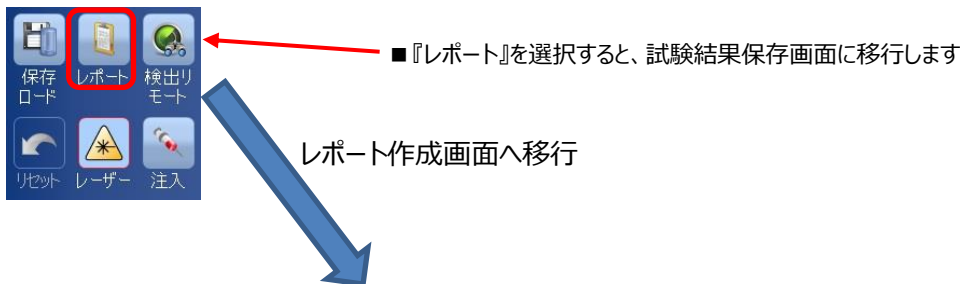 ■『レポート』を選択すると、試験結果保存画面に移行します
保存
ロード
レポート
検出リ
モート
レポート作成画面へ移行
リセット
レーザー
注入